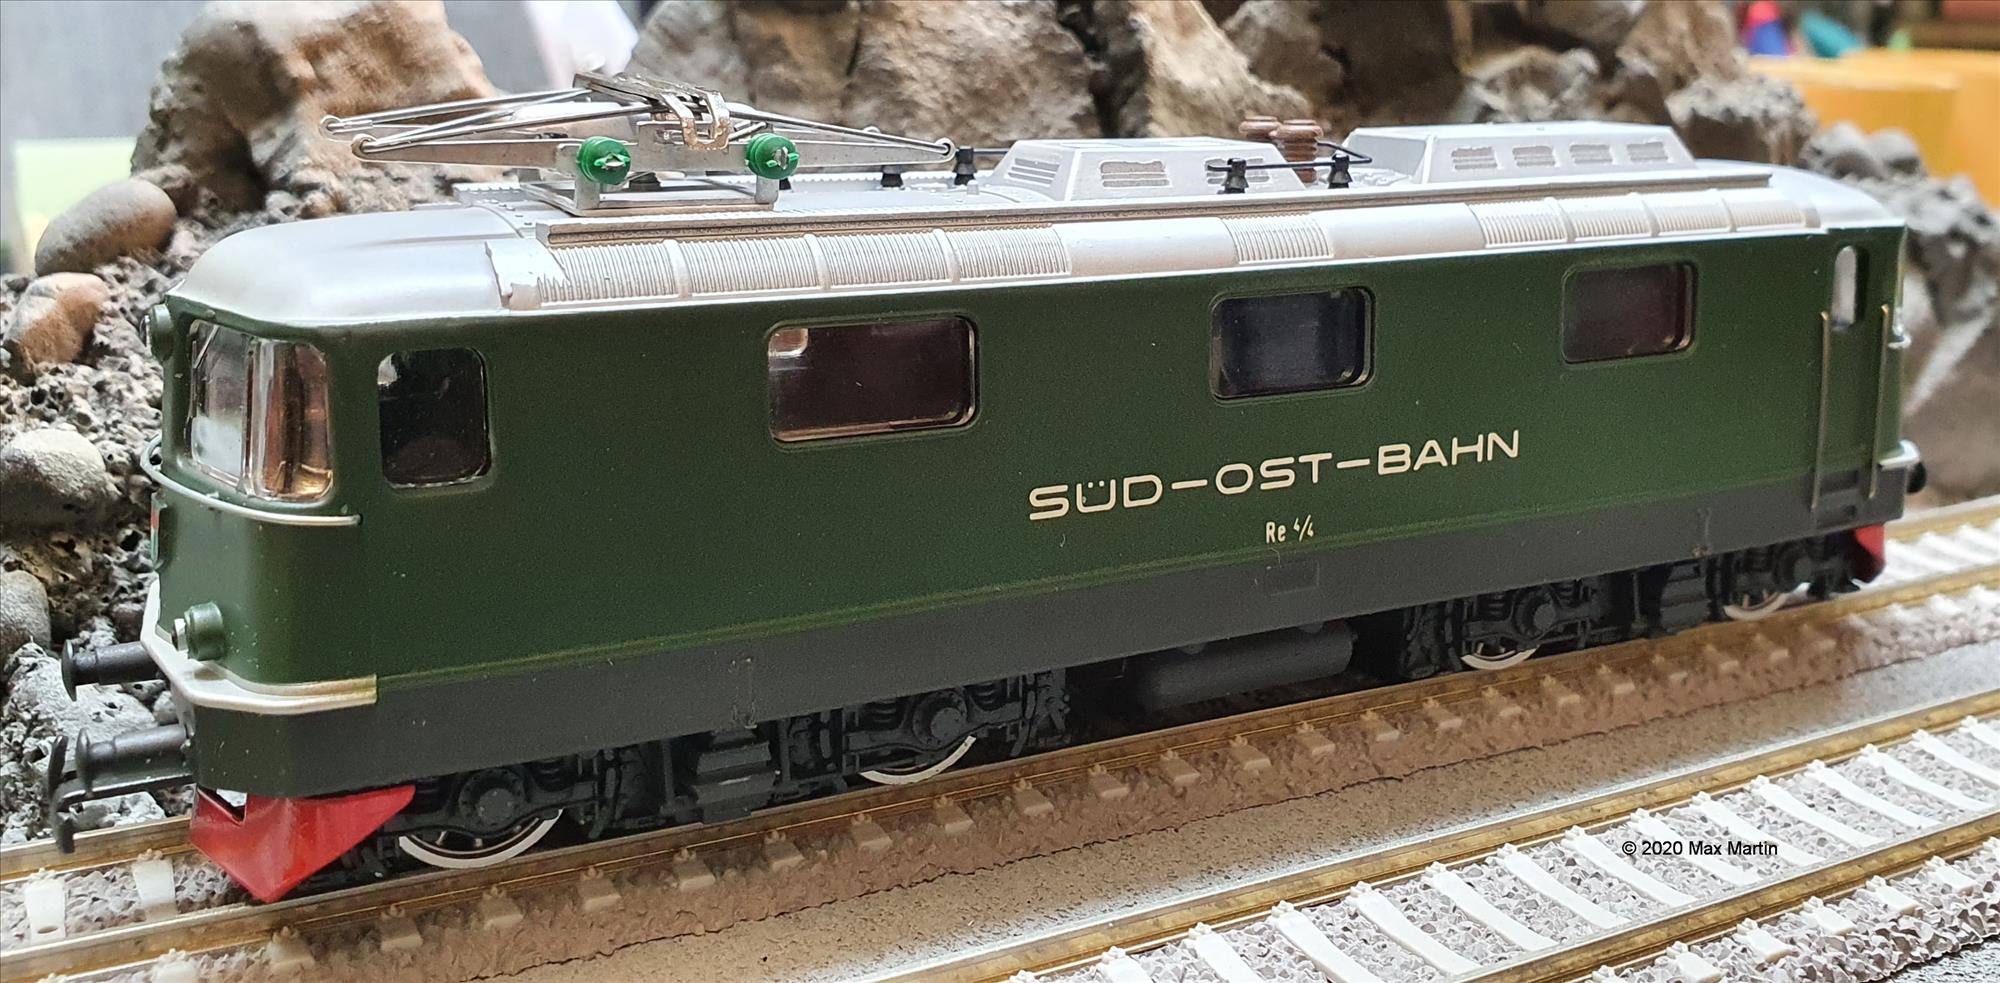 SÜD-OST-BAHN
Re 4/4
© 2020 Max Martin